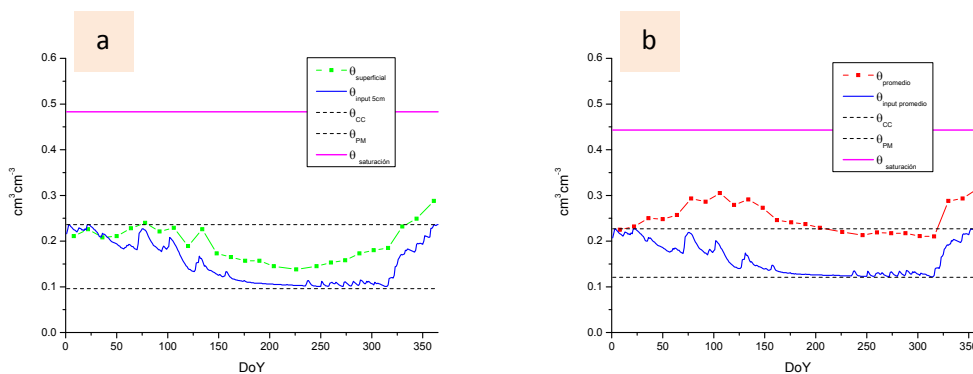 a
0.6
0.5
0.4
0.3
0.2
0.1
0.0
cm³cm⁻³
θsuperficial
θinput 5cm
θCC
θPM
θsaturación
0 50 100 150 200 250 300 350
DoY
b
0.6
0.5
0.4
0.3
0.2
0.1
0.0
cm³cm⁻³
θpromedio
θinput promedio
θCC
θPM
θsaturación
0 50 100 150 200 250 300 350
DoY